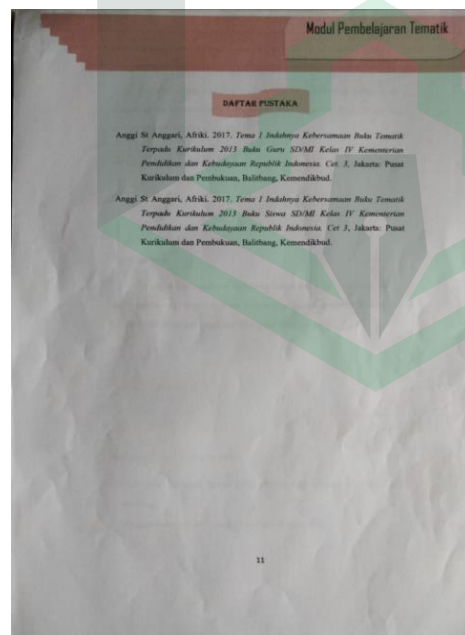 Modul Pembelajaran Tematik
DAFTAR PUSTAKA
Anggi St Anggari, Afriki. 2017. Tema 1 Indahnya Kebersamaan Buku Tematik
Terpadu Kurikulum 2013 Buku Guru SD/MI Kelas IV Kementerian
Pendidikan dan Kebudayaan Republik Indonesia. Cet. 3, Jakarta: Pusat
Kurikulum dan Pembukuan, Balitbang, Kemendikbud.
Anggi St Anggari, Afriki. 2017. Tema 1 Indahnya Kebersamaan Buku Tematik
Terpadu Kurikulum 2013 Buku Siswa SD/MI Kelas IV Kementerian
Pendidikan dan Kebudayaan Republik Indonesia. Cet 3, Jakarta: Pusat
Kurikulum dan Pembukuan, Balitbang, Kemendikbud.
11